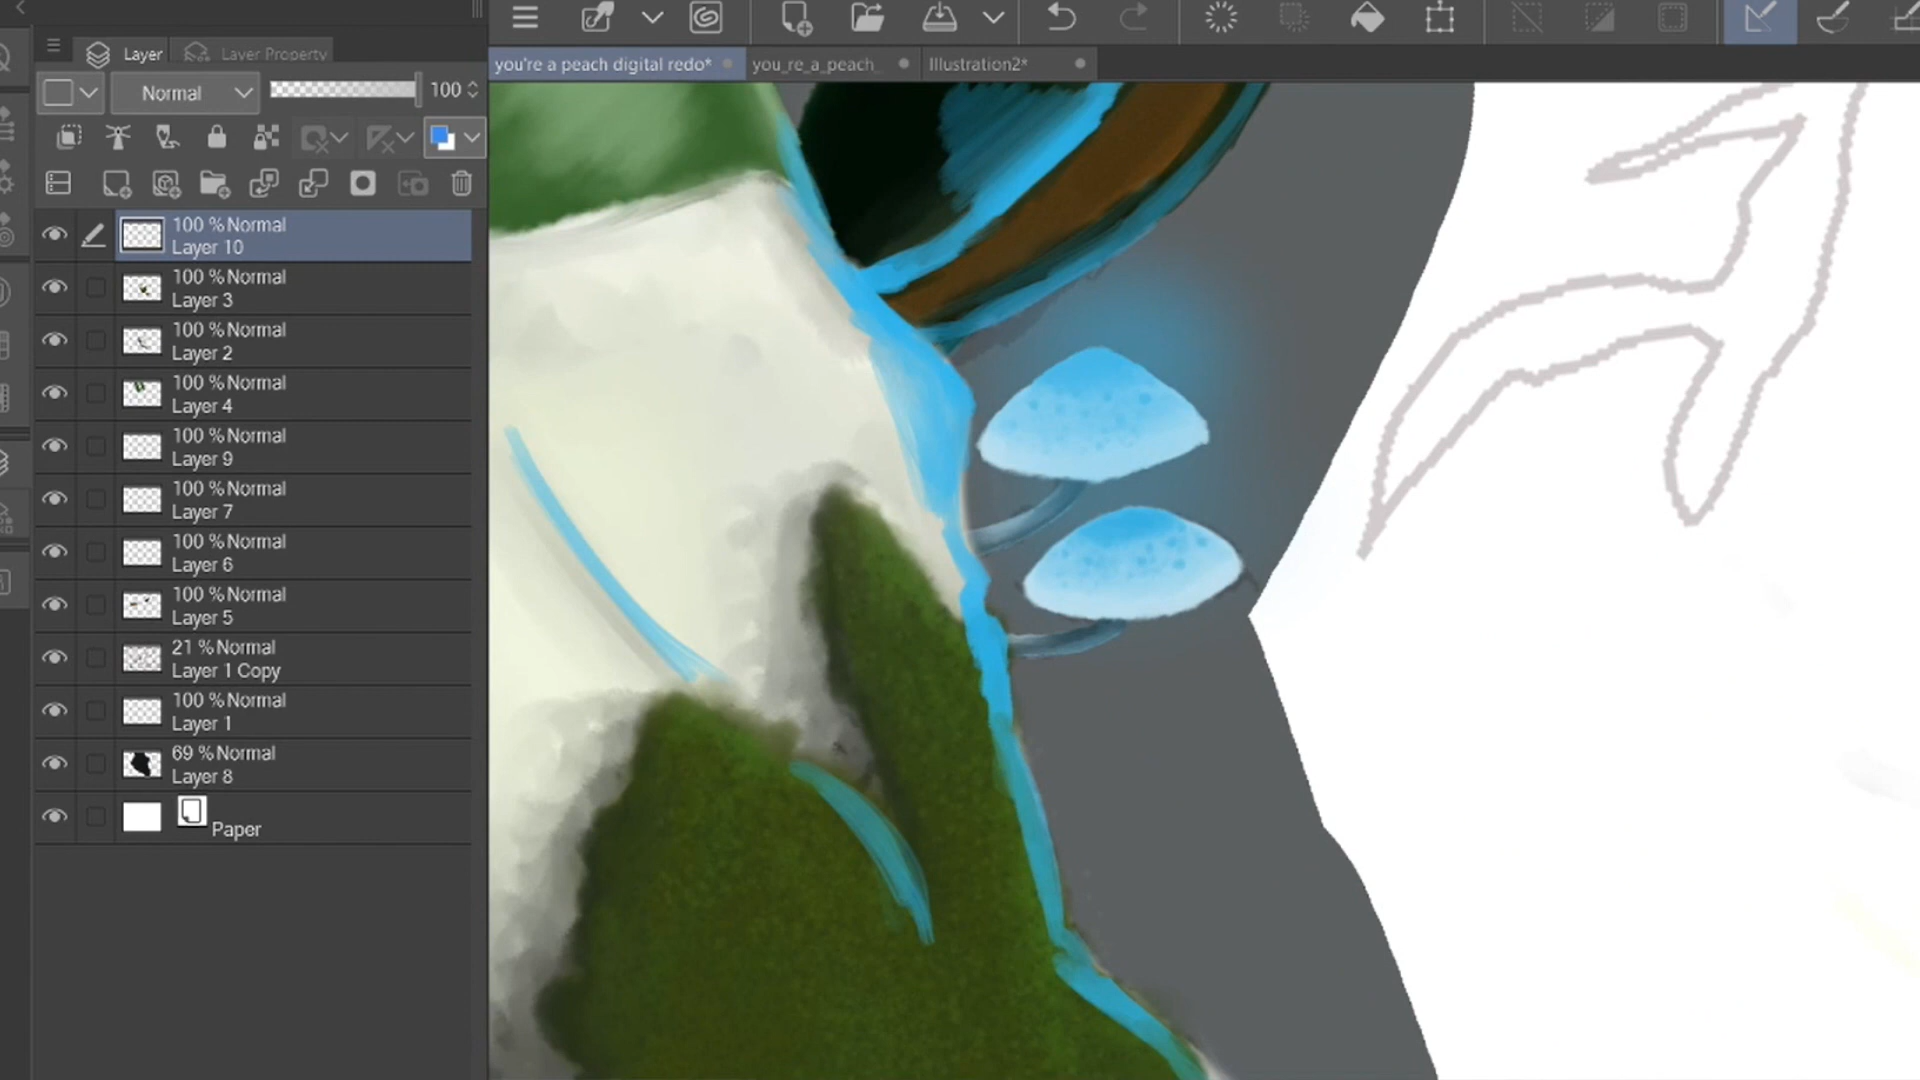 Layer
Layer Property
Normal
100
you're a peach digital redo*
you_re_a_peach_
Illustration2*
100 %Normal
Layer 10
100 %Normal
Layer 3
100 %Normal
Layer 2
100 %Normal
Layer 4
100 %Normal
Layer 9
100 %Normal
Layer 7
100 %Normal
Layer 6
100 %Normal
Layer 5
21 %Normal
Layer 1 Copy
100 %Normal
Layer 1
69 %Normal
Layer 8
Paper